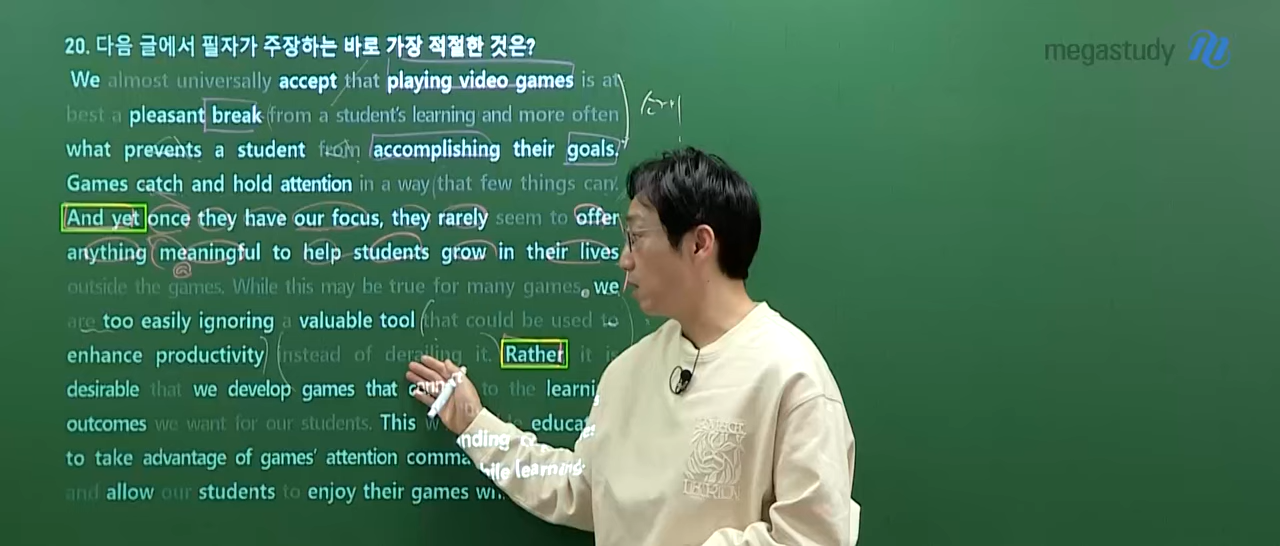 megastudy
20. 다음 글에서 필자가 주장하는 바로 가장 적절한 것은?
We almost universally accept that playing video games is at
best a pleasant break from a student's learning and more often
what prevents a student from accomplishing their goals.
Games catch and hold attention in a way that few things can.
And yet once they have our focus, they rarely seem to offer
anything meaningful to help students grow in their lives
outside the games. While this may be true for many games, we
are too easily ignoring a valuable tool that could be used to
enhance productivity instead of derailing it. Rather it is
desirable that we develop games that to the
outcomes we want for our students. This
to take advantage of games' attention
and allow our students to enjoy their games